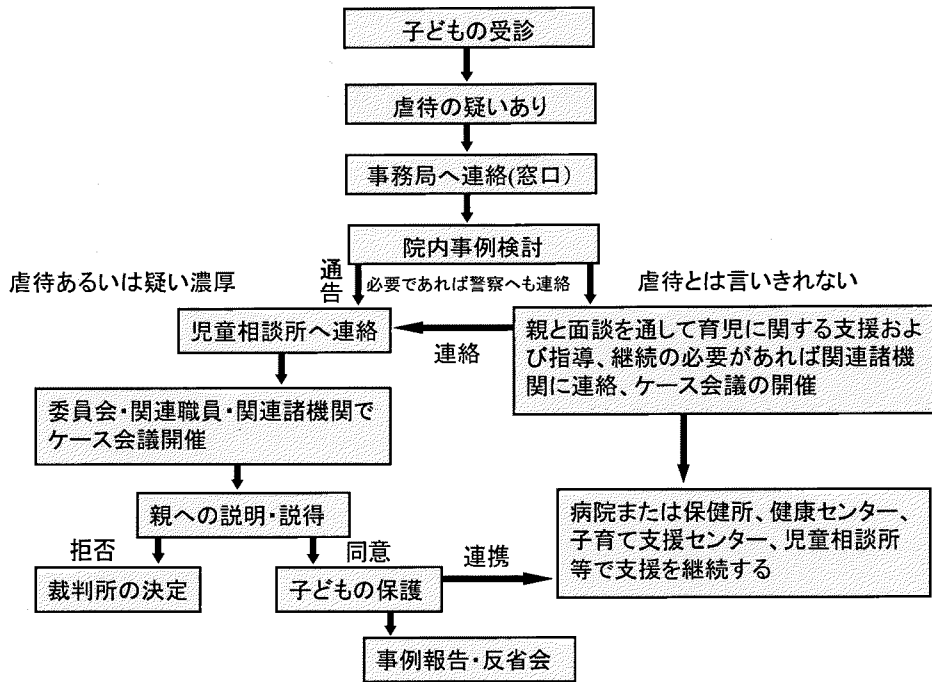 子どもの受診
虐待の疑いあり
事務局へ連絡(窓口)
院内事例検討
虐待あるいは疑い濃厚
通告
必要であれば警察へも連絡
虐待とは言いきれない
児童相談所へ連絡
連絡
親と面談を通して育児に関する支援およ
び指導、継続の必要があれば関連諸機
関に連絡、ケース会議の開催
委員会・関連職員・関連諸機関で
ケース会議開催
親への説明・説得
拒否
同意
裁判所の決定
子どもの保護
連携
病院または保健所、健康センター、
子育て支援センター、児童相談所
等で支援を継続する
事例報告・反省会